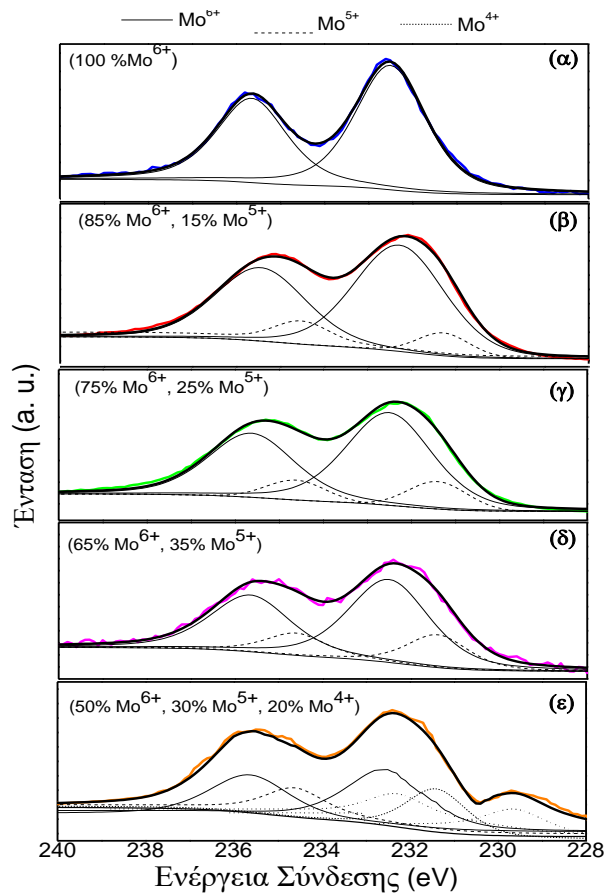 Mo⁶⁺ Mo⁵⁺ Mo⁴⁺
(100 %Mo⁶⁺) (α)
(85% Mo⁶⁺, 15% Mo⁵⁺) (β)
(75% Mo⁶⁺, 25% Mo⁵⁺) (γ)
(65% Mo⁶⁺, 35% Mo⁵⁺) (δ)
(50% Mo⁶⁺, 30% Mo⁵⁺, 20% Mo⁴⁺) (ε)
Ένταση (a. u.)
240 236 234 232 230 228
Ενέργεια Σύνδεσης (eV)